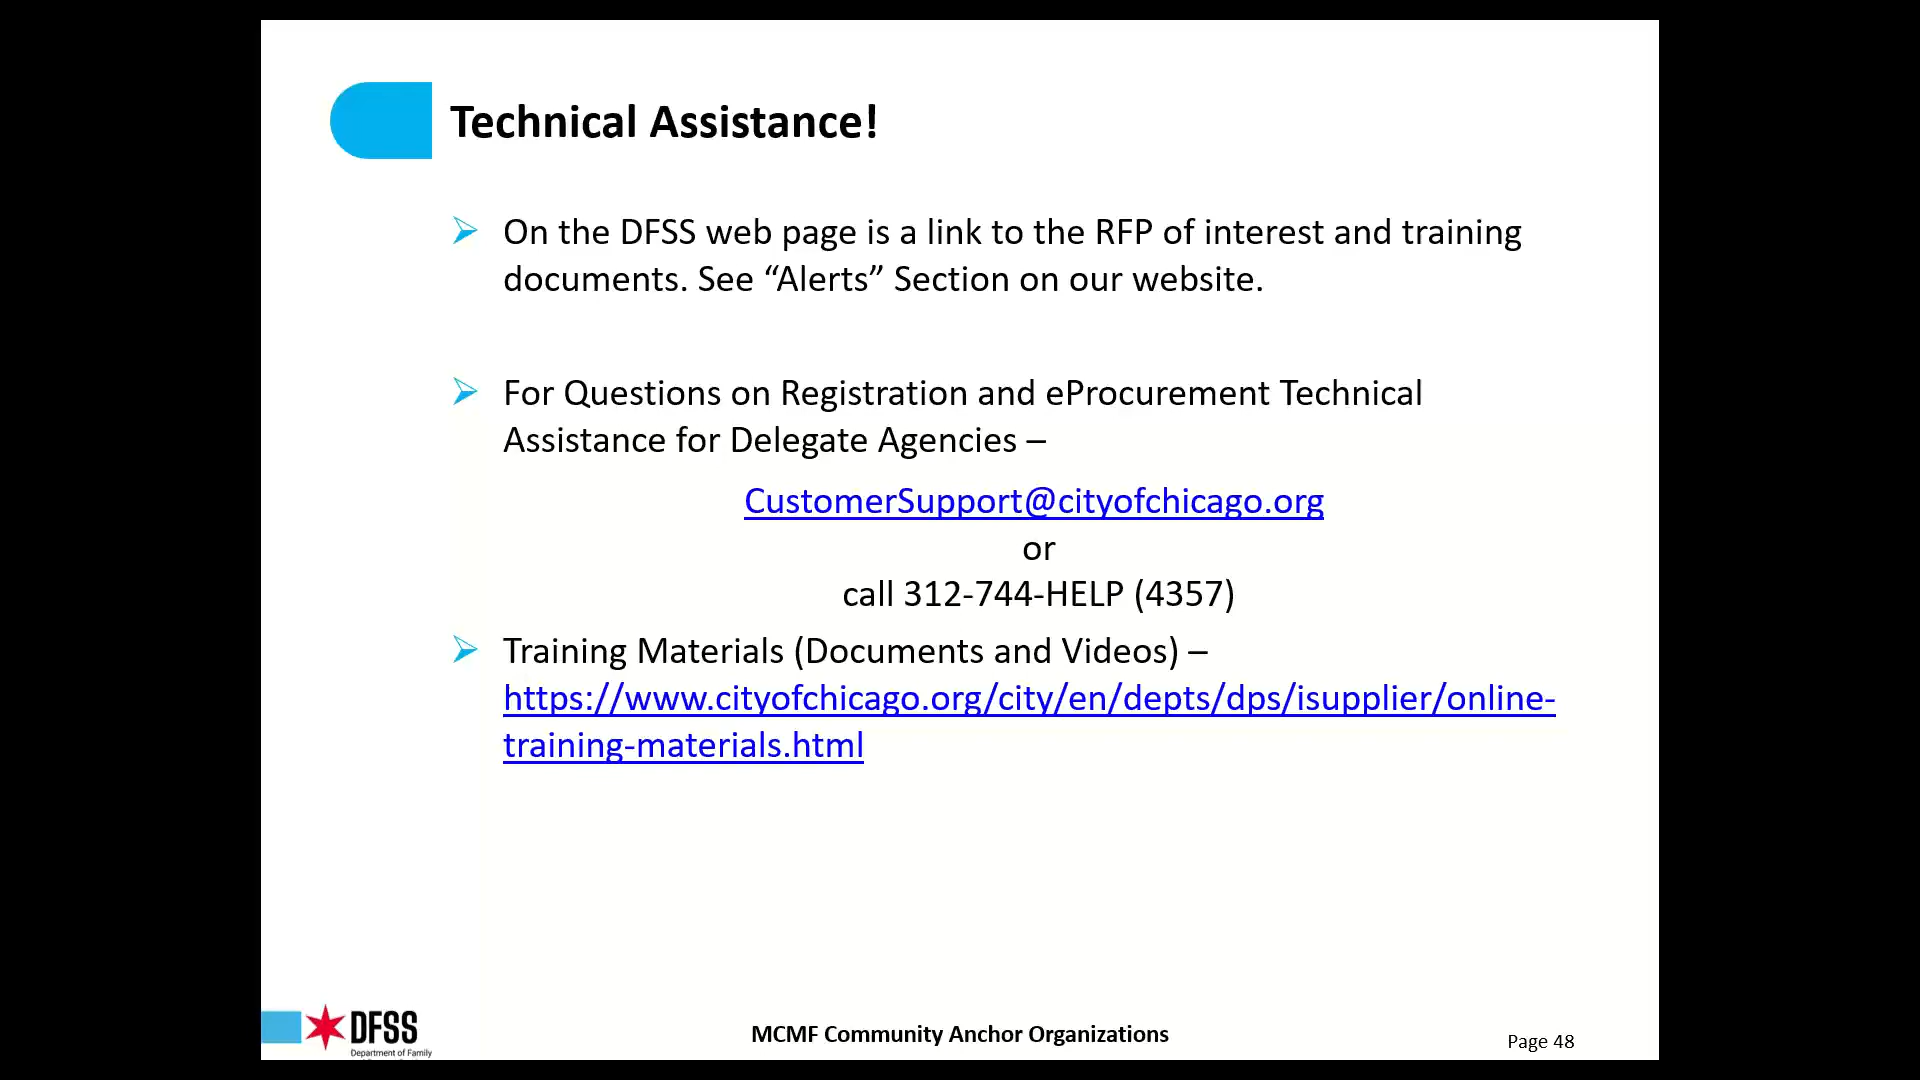 Technical Assistance!
On the DFSS web page is a link to the RFP of interest and training
documents. See “Alerts” Section on our website.
For Questions on Registration and eProcurement Technical
Assistance for Delegate Agencies –
CustomerSupport@cityofchicago.org
or
call 312-744-HELP (4357)
Training Materials (Documents and Videos) –
https://www.cityofchicago.org/city/en/depts/dps/isupplier/online-
training-materials.html
DFSS
Department of Family
MCMF Community Anchor Organizations
Page 48